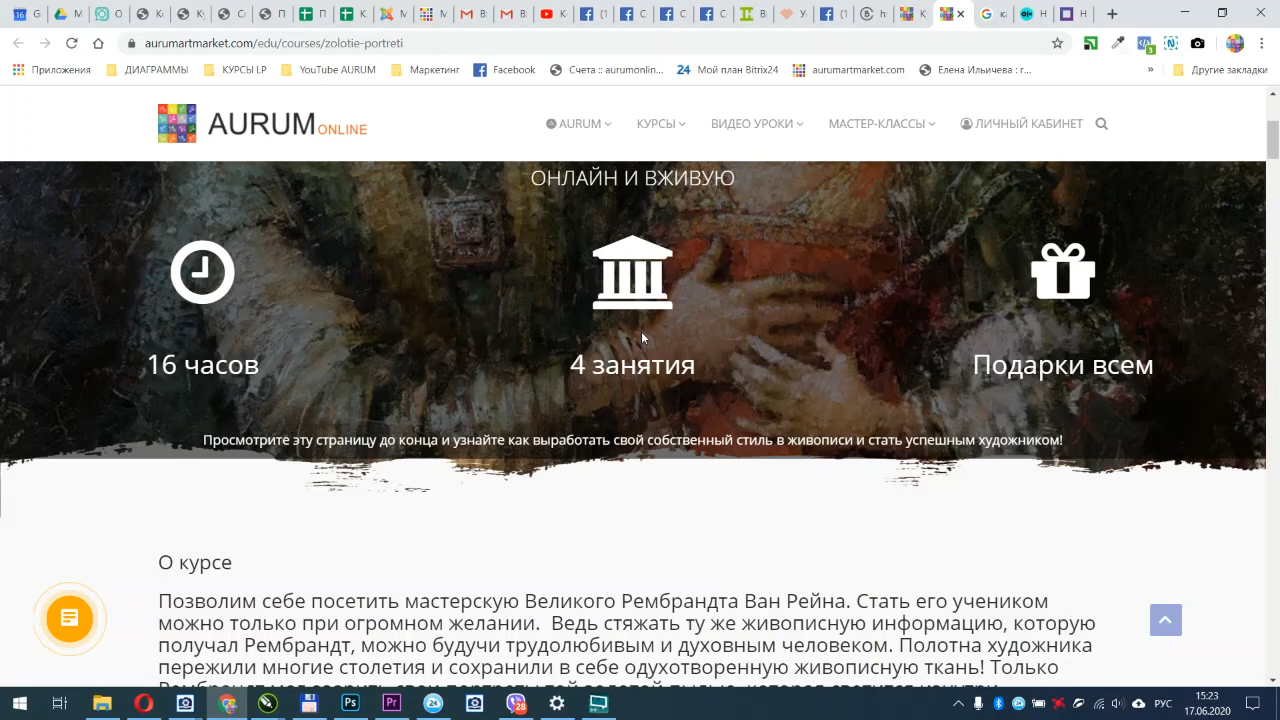 aurumartmarket.com/edu/courses/zolotie-portreti
Приложения
ДИАГРАММЫ
КУРСЫ LP
YouTube AURUM
Маркетинг
Facebook
Счета :: aurumonlin...
24 Мой план Bitrix24
aurumartmarket.com
Елена Ильичева : r...
»
Другие закладки
AURUM ONLINE
AURUM
КУРСЫ
ВИДЕО УРОКИ
МАСТЕР-КЛАССЫ
ЛИЧНЫЙ КАБИНЕТ
ОНЛАЙН И ВЖИВУЮ
16 часов
4 занятия
Подарки всем
Просмотрите эту страницу до конца и узнайте как выработать свой собственный стиль в живописи и стать успешным художником!
О курсе
Позволим себе посетить мастерскую Великого Рембрандта Ван Рейна. Стать его учеником
можно только при огромном желании. Ведь стяжать ту же живописную информацию, которую
получал Рембрандт, можно будучи трудолюбивым и духовным человеком. Полотна художника
пережили многие столетия и сохранили в себе одухотворенную живописную ткань! Только
Ps
Pr
24
28
РУС
15:23
17.06.2020